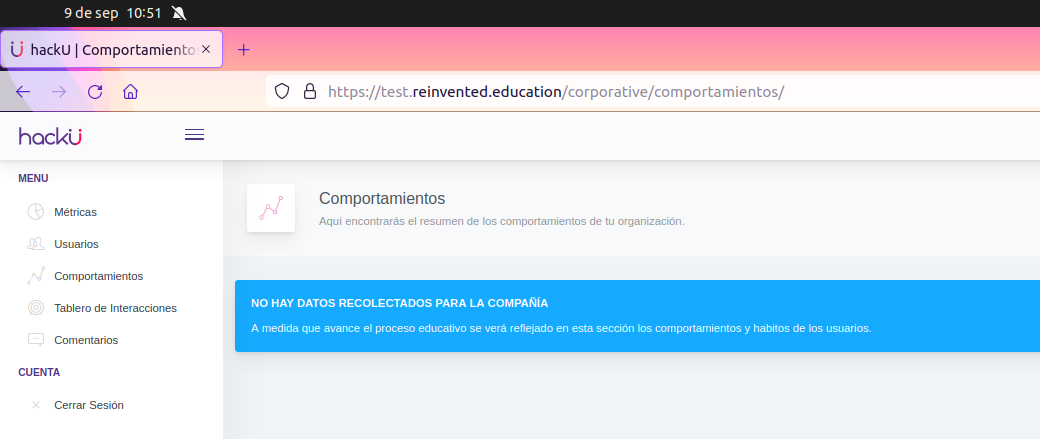 9 de sep 10:51
hackU | Comportamientos
https://test.reinvented.education/corporative/comportamientos/
hackU
MENU
Métricas
Usuarios
Comportamientos
Tablero de Interacciones
Comentarios
CUENTA
Cerrar Sesión
Comportamientos
Aquí encontrarás el resumen de los comportamientos de tu organización.
NO HAY DATOS RECOLECTADOS PARA LA COMPAÑÍA
A medida que avance el proceso educativo se verá reflejado en esta sección los comportamientos y habitos de los usuarios.